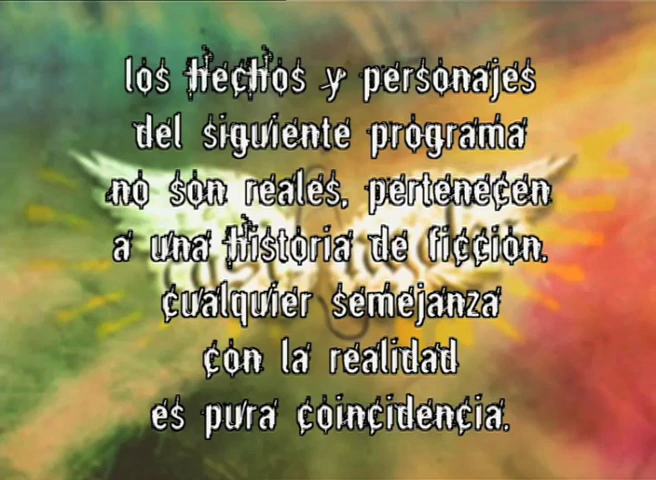 los hechos y personajes
del siguiente programa
no son reales, pertenecen
a una historia de ficción.
cualquier semejanza
con la realidad
es pura coincidencia.